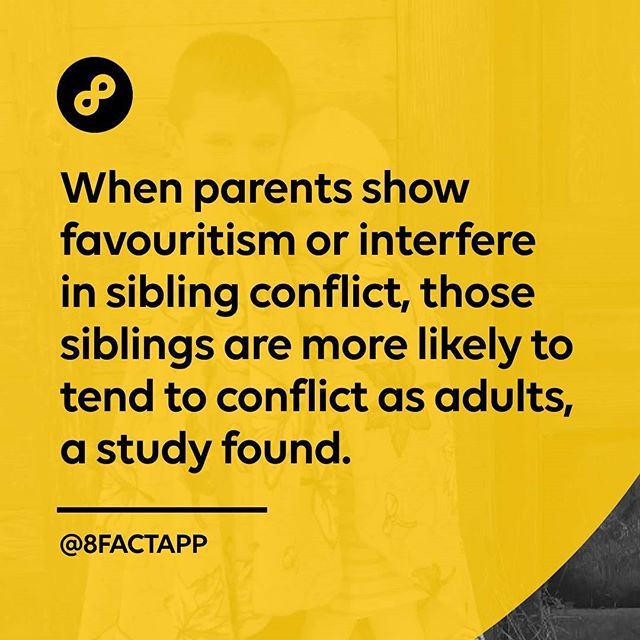 When parents show
favouritism or interfere
in sibling conflict, those
siblings are more likely to
tend to conflict as adults,
a study found.
@8FACTAPP